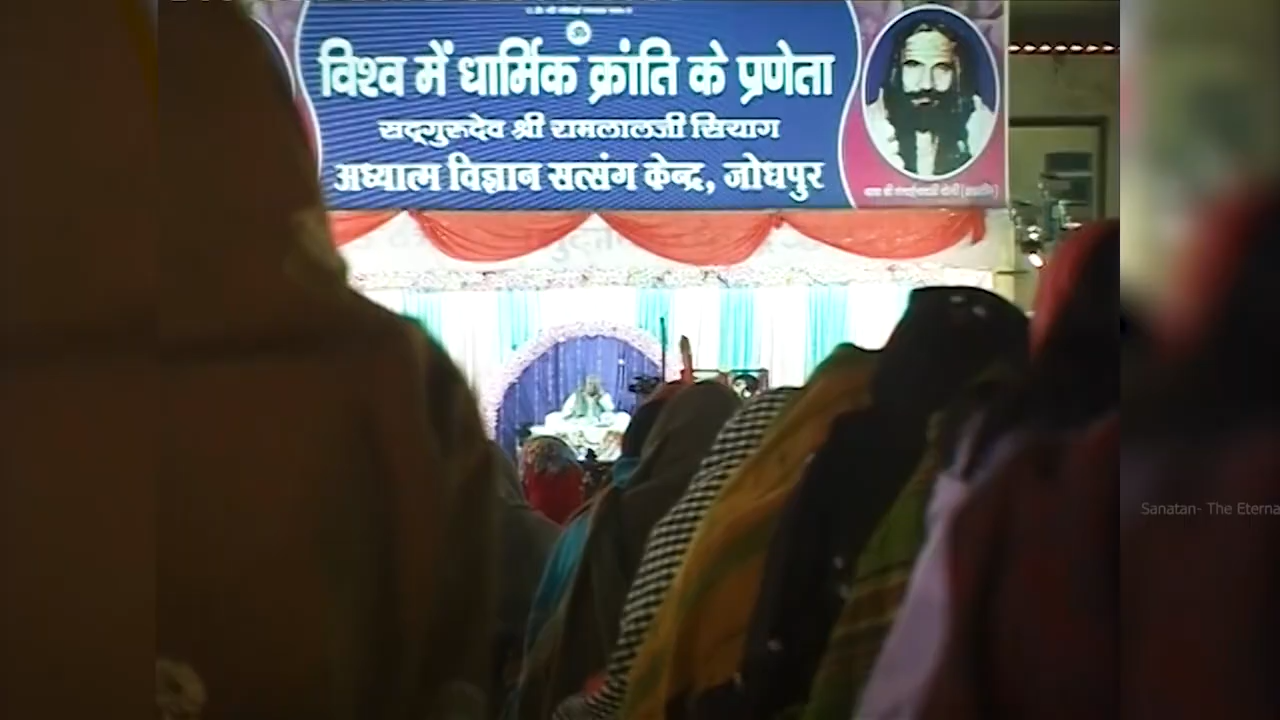 विश्व में धार्मिक क्रांति के प्रणेता
सद्‌गुरुदेव श्री रामलालजी सियाग
अध्यात्म विज्ञान सत्संग केन्द्र, जोधपुर
Sanatan- The Eterna